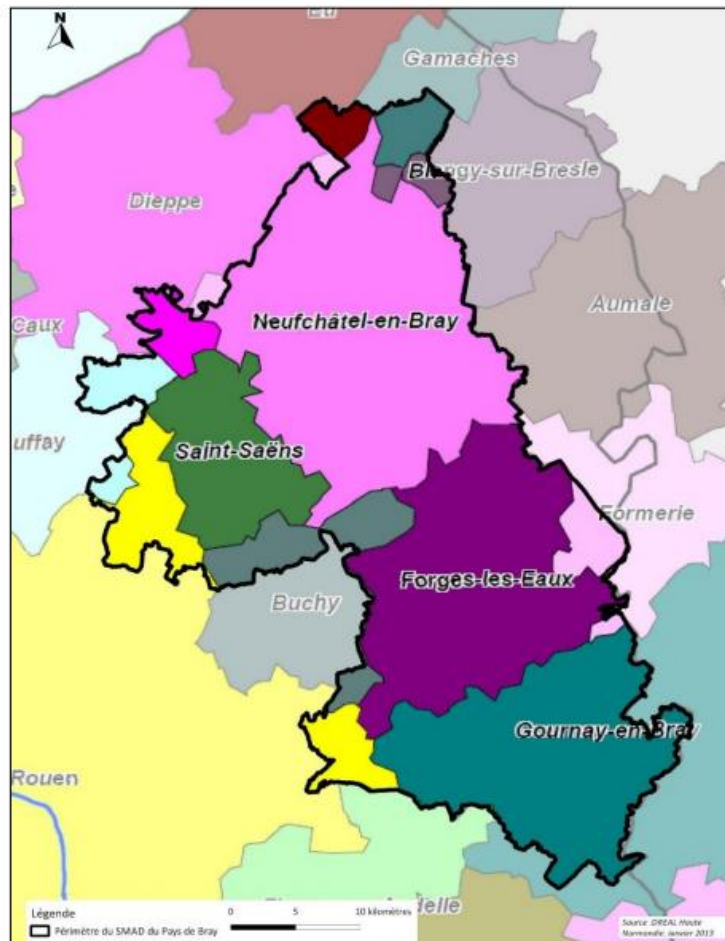 N
Eu
Gamaches
Blangy-sur-Bresle
Dieppe
Neufchâtel-en-Bray
Aumale
Caux
uffay
Saint-Saëns
Formerie
Forges-les-Eaux
Buchy
Gournay-en-Bray
Rouen
delle
Légende
0 5 10 kilomètres
Périmètre du SMAD du Pays de Bray
Source :DREAL Haute
Normandie, janvier 2013